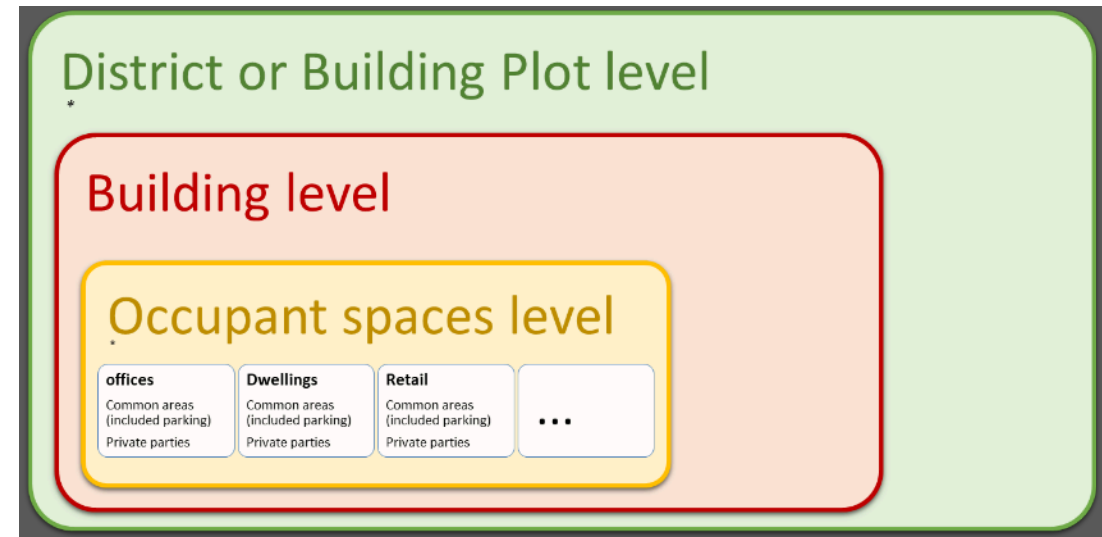 District or Building Plot level
*
Building level
Occupant spaces level
*
offices
Common areas
(included parking)
Private parties
Dwellings
Common areas
(included parking)
Private parties
Retail
Common areas
(included parking)
Private parties
...